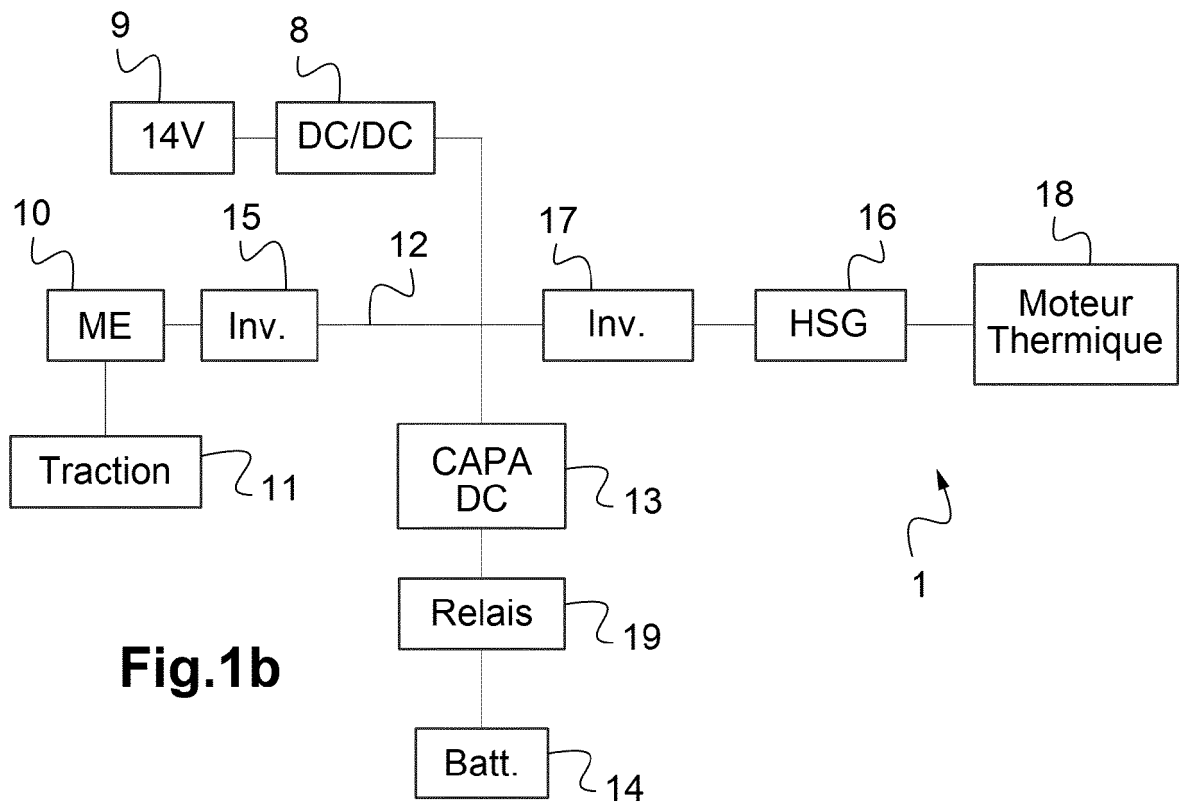 9
8
14V
DC/DC
10
15
12
17
16
18
ME
Inv.
Inv.
HSG
Moteur
Thermique
Traction
11
CAPA
DC
13
1
Relais
19
Fig.1b
Batt.
14